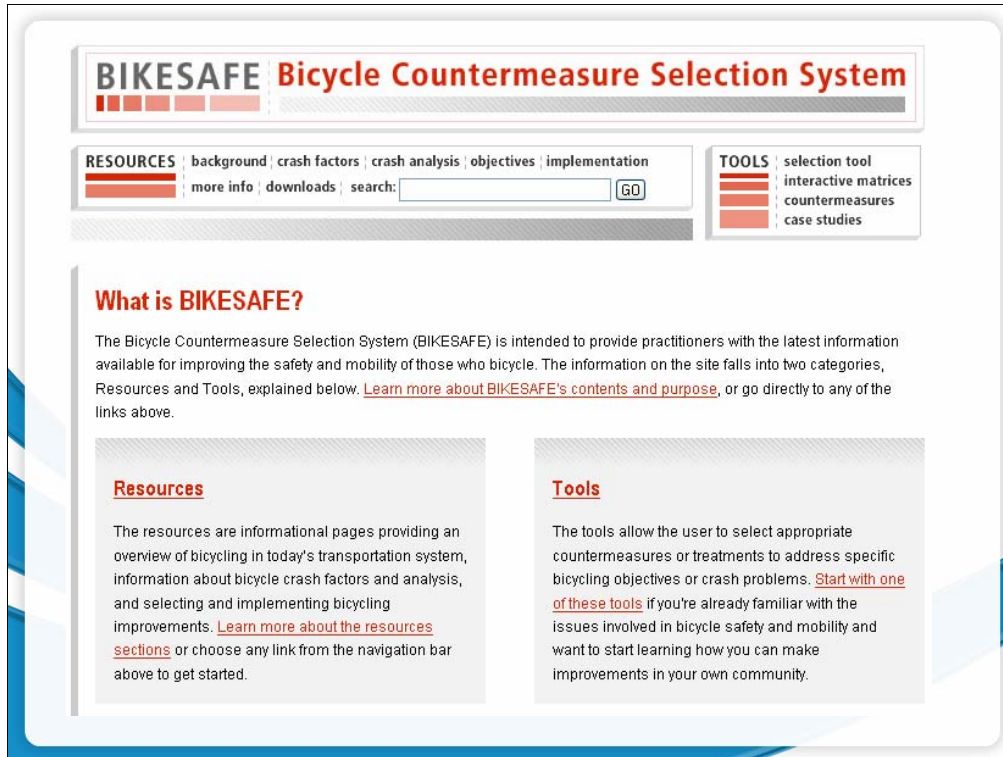 BIKESAFE Bicycle Countermeasure Selection System
RESOURCES background crash factors crash analysis objectives implementation
more info downloads search: GO
TOOLS selection tool
interactive matrices
countermeasures
case studies
What is BIKESAFE?
The Bicycle Countermeasure Selection System (BIKESAFE) is intended to provide practitioners with the latest information
available for improving the safety and mobility of those who bicycle. The information on the site falls into two categories,
Resources and Tools, explained below. Learn more about BIKESAFE's contents and purpose, or go directly to any of the
links above.
Resources
The resources are informational pages providing an
overview of bicycling in today's transportation system,
information about bicycle crash factors and analysis,
and selecting and implementing bicycling
improvements. Learn more about the resources
sections or choose any link from the navigation bar
above to get started.
Tools
The tools allow the user to select appropriate
countermeasures or treatments to address specific
bicycling objectives or crash problems. Start with one
of these tools if you're already familiar with the
issues involved in bicycle safety and mobility and
want to start learning how you can make
improvements in your own community.